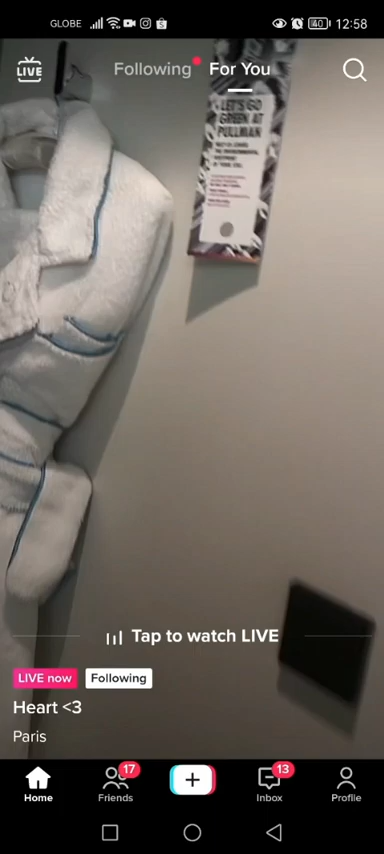 GLOBE
40
12:58
LIVE
Following
For You
LET'S GO
GREEN AT
PULLMAN
Tap to watch LIVE
LIVE now
Following
Heart <3
Paris
Home
17
Friends
13
Inbox
Profile